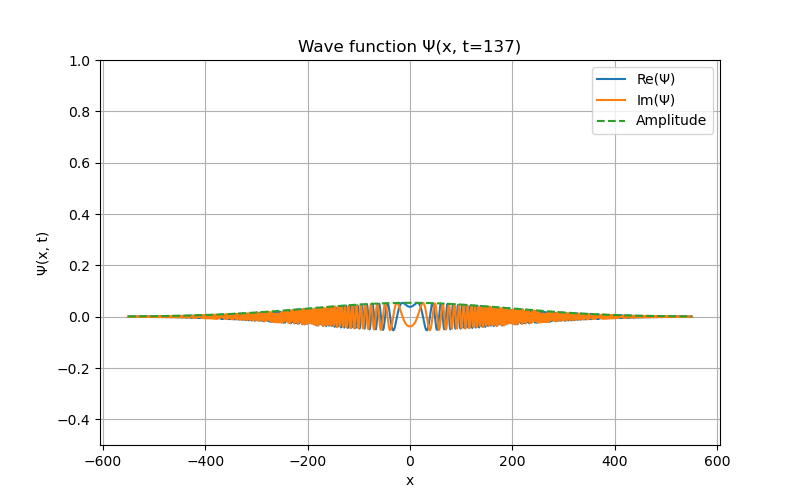 Wave function Ψ(x, t=137)
Re(Ψ)
Im(Ψ)
Amplitude
Ψ(x, t)
1.0
0.8
0.6
0.4
0.2
0.0
−0.2
−0.4
−600
−400
−200
0
200
400
600
x